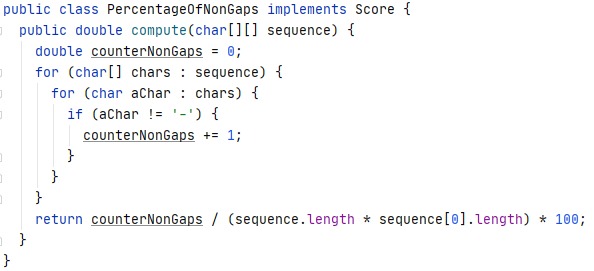 public class PercentageOfNonGaps implements Score {
  public double compute(char[][] sequence) {
    double counterNonGaps = 0;
    for (char[] chars : sequence) {
      for (char aChar : chars) {
        if (aChar != '-') {
          counterNonGaps += 1;
        }
      }
    }
    return counterNonGaps / (sequence.length * sequence[0].length) * 100;
  }
}